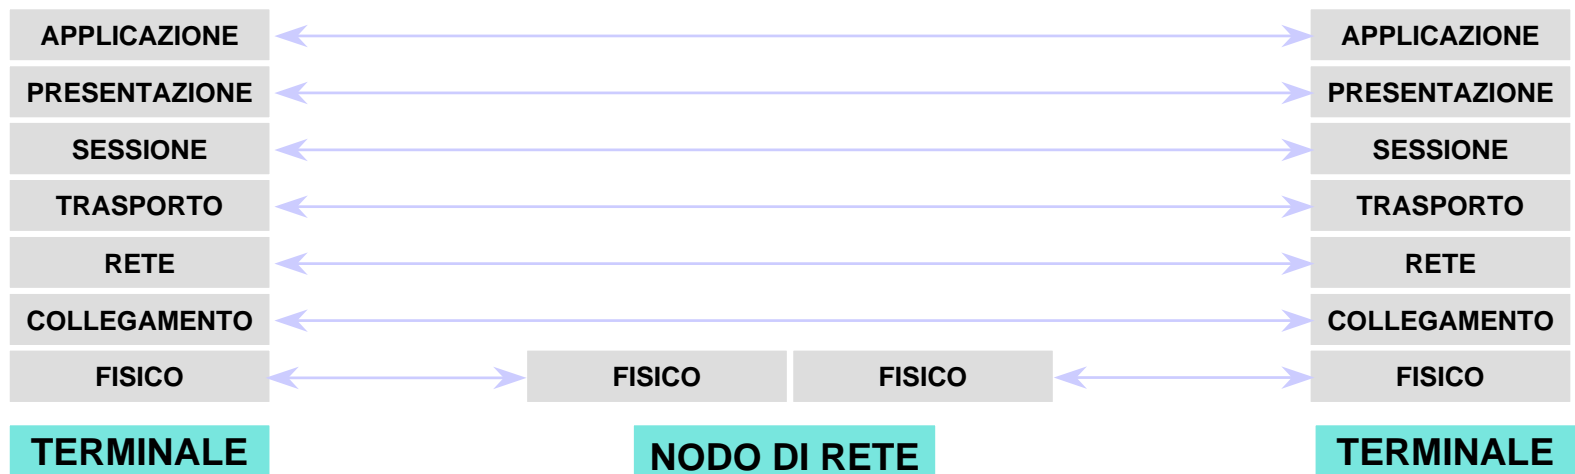 APPLICAZIONE APPLICAZIONE
PRESENTAZIONE PRESENTAZIONE
SESSIONE SESSIONE
TRASPORTO TRASPORTO
RETE RETE
COLLEGAMENTO COLLEGAMENTO
FISICO FISICO FISICO FISICO
TERMINALE NODO DI RETE TERMINALE